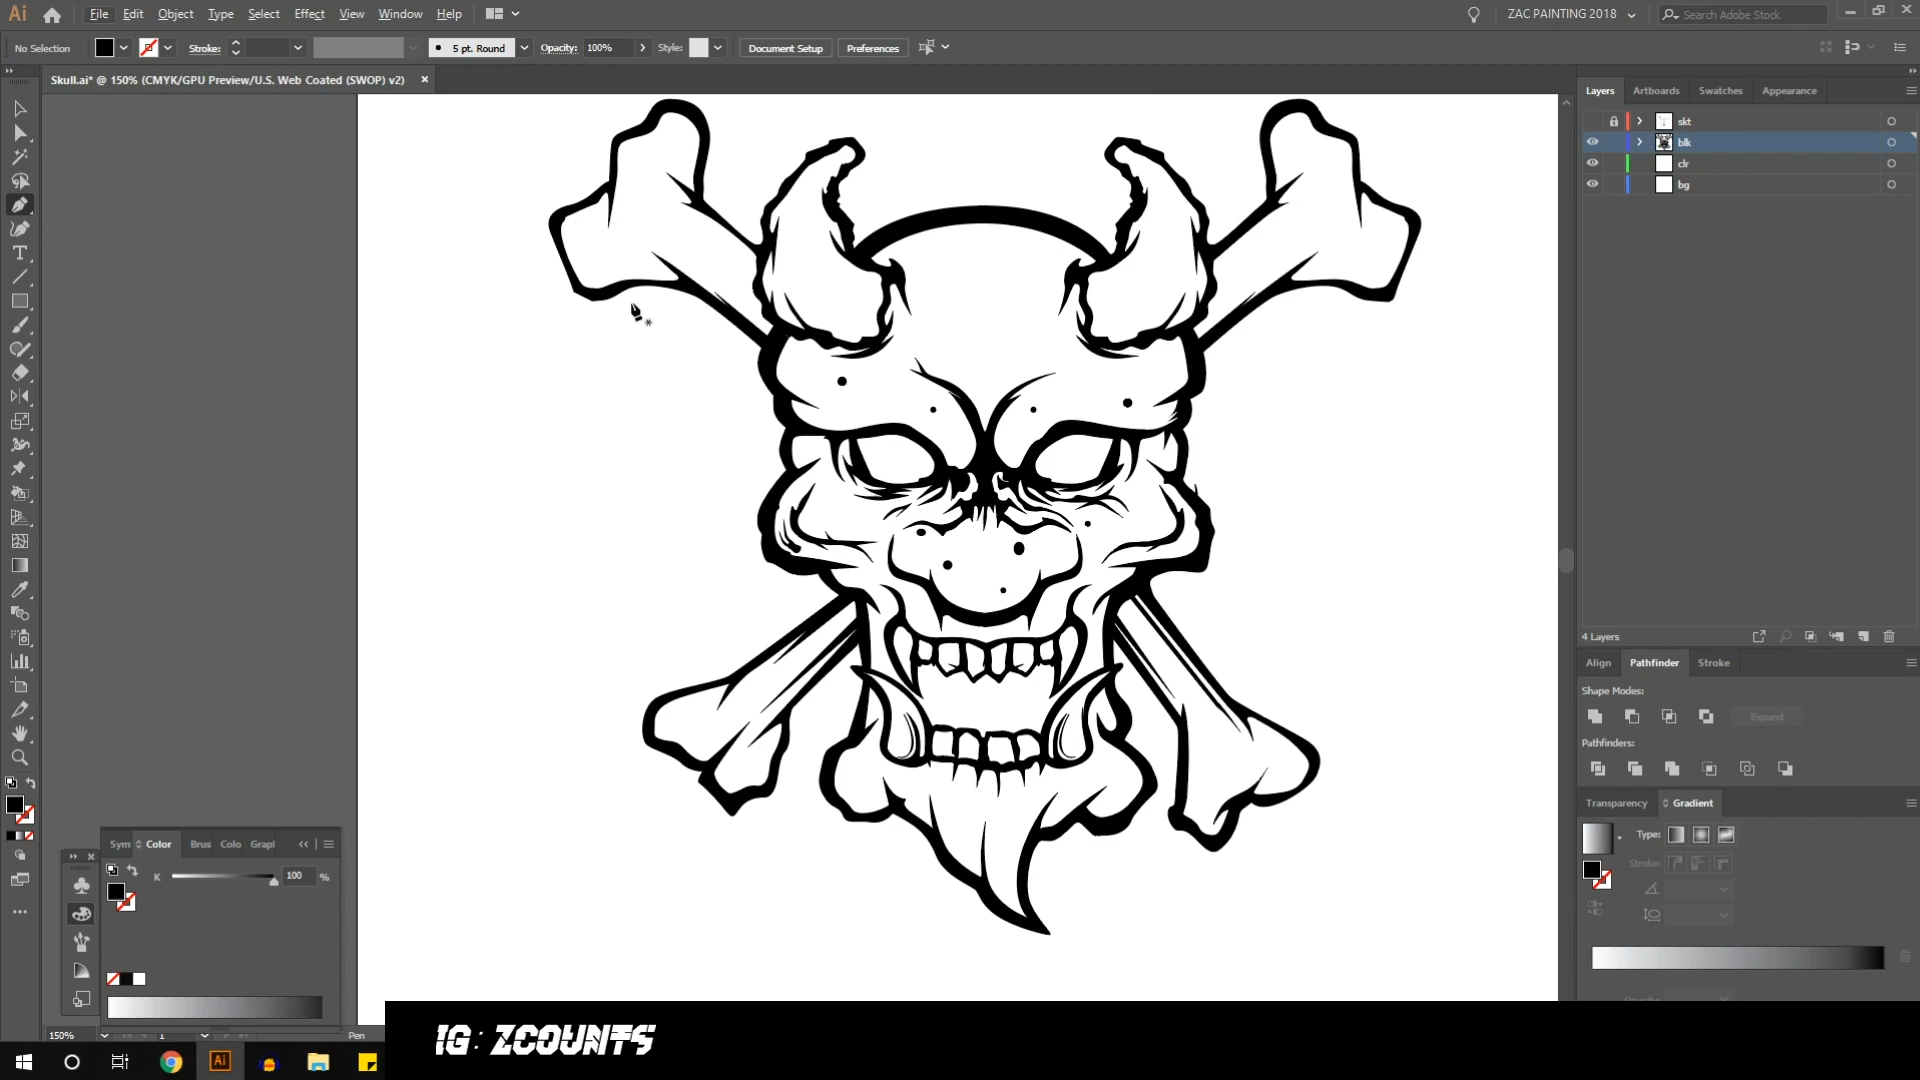 Ai File Edit Object Type Select Effect View Window Help ZAC PAINTING 2018 Search Adobe Stock
No Selection Stroke: 5 pt. Round Opacity: 100% Style: Document Setup Preferences
Skull.ai* @ 150% (CMYK/GPU Preview/U.S. Web Coated (SWOP) v2)
Layers Artboards Swatches Appearance
skt
blk
clr
bg
4 Layers
Align Pathfinder Stroke
Shape Modes:
Expand
Pathfinders:
Transparency Gradient
Type:
Stroke:
Sym Color Brus Colo Graph
K 100 %
150% 1 Pen
IG: ZCOUNTS
Ai